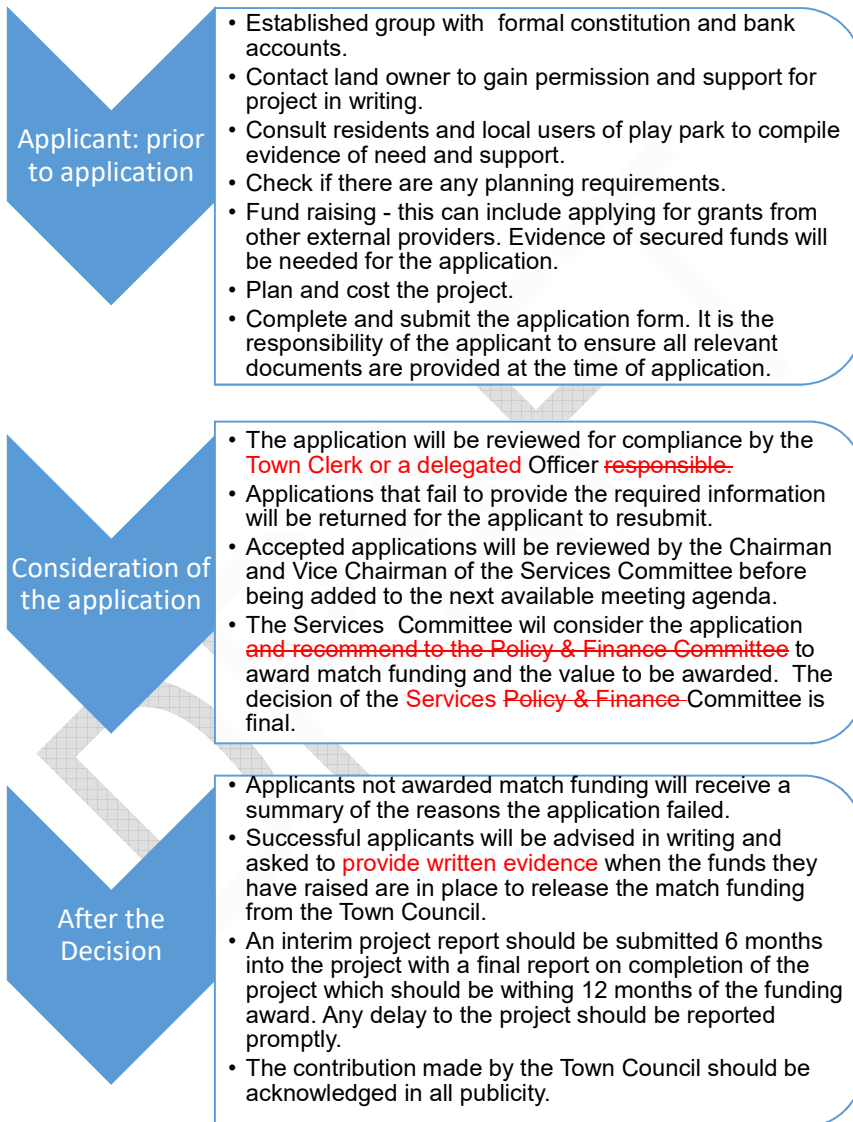 Applicant: prior
to application
• Established group with  formal constitution and bank
accounts.
• Contact land owner to gain permission and support for
project in writing.
• Consult residents and local users of play park to compile
evidence of need and support.
• Check if there are any planning requirements.
• Fund raising - this can include applying for grants from
other external providers. Evidence of secured funds will
be needed for the application.
• Plan and cost the project.
• Complete and submit the application form. It is the
responsibility of the applicant to ensure all relevant
documents are provided at the time of application.
Consideration of
the application
• The application will be reviewed for compliance by the
Town Clerk or a delegated Officer responsible.
• Applications that fail to provide the required information
will be returned for the applicant to resubmit.
• Accepted applications will be reviewed by the Chairman
and Vice Chairman of the Services Committee before
being added to the next available meeting agenda.
• The Services  Committee wil consider the application
and recommend to the Policy & Finance Committee to
award match funding and the value to be awarded.  The
decision of the Services Policy & Finance Committee is
final.
After the
Decision
• Applicants not awarded match funding will receive a
summary of the reasons the application failed.
• Successful applicants will be advised in writing and
asked to provide written evidence when the funds they
have raised are in place to release the match funding
from the Town Council.
• An interim project report should be submitted 6 months
into the project with a final report on completion of the
project which should be withing 12 months of the funding
award. Any delay to the project should be reported
promptly.
• The contribution made by the Town Council should be
acknowledged in all publicity.